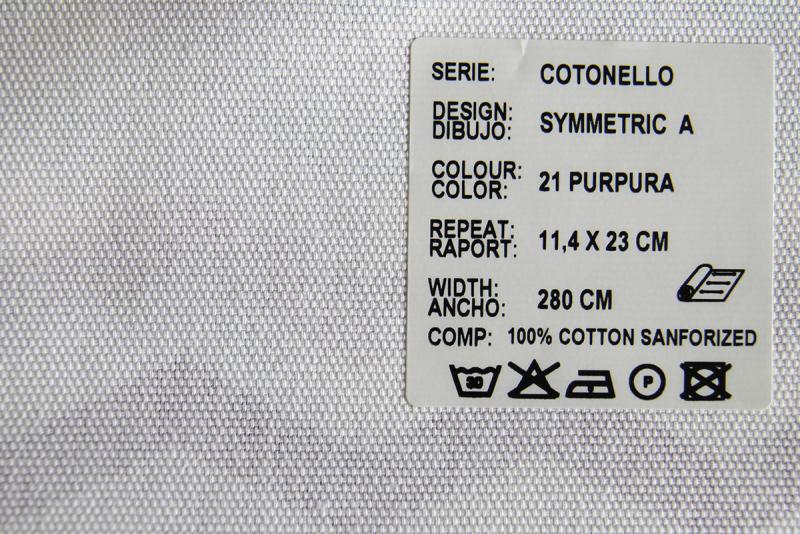 SERIE: COTONELLO
DESIGN:
DIBUJO: SYMMETRIC A
COLOUR:
COLOR: 21 PURPURA
REPEAT:
RAPORT: 11,4 X 23 CM
WIDTH:
ANCHO: 280 CM
COMP: 100% COTTON SANFORIZED
30 P